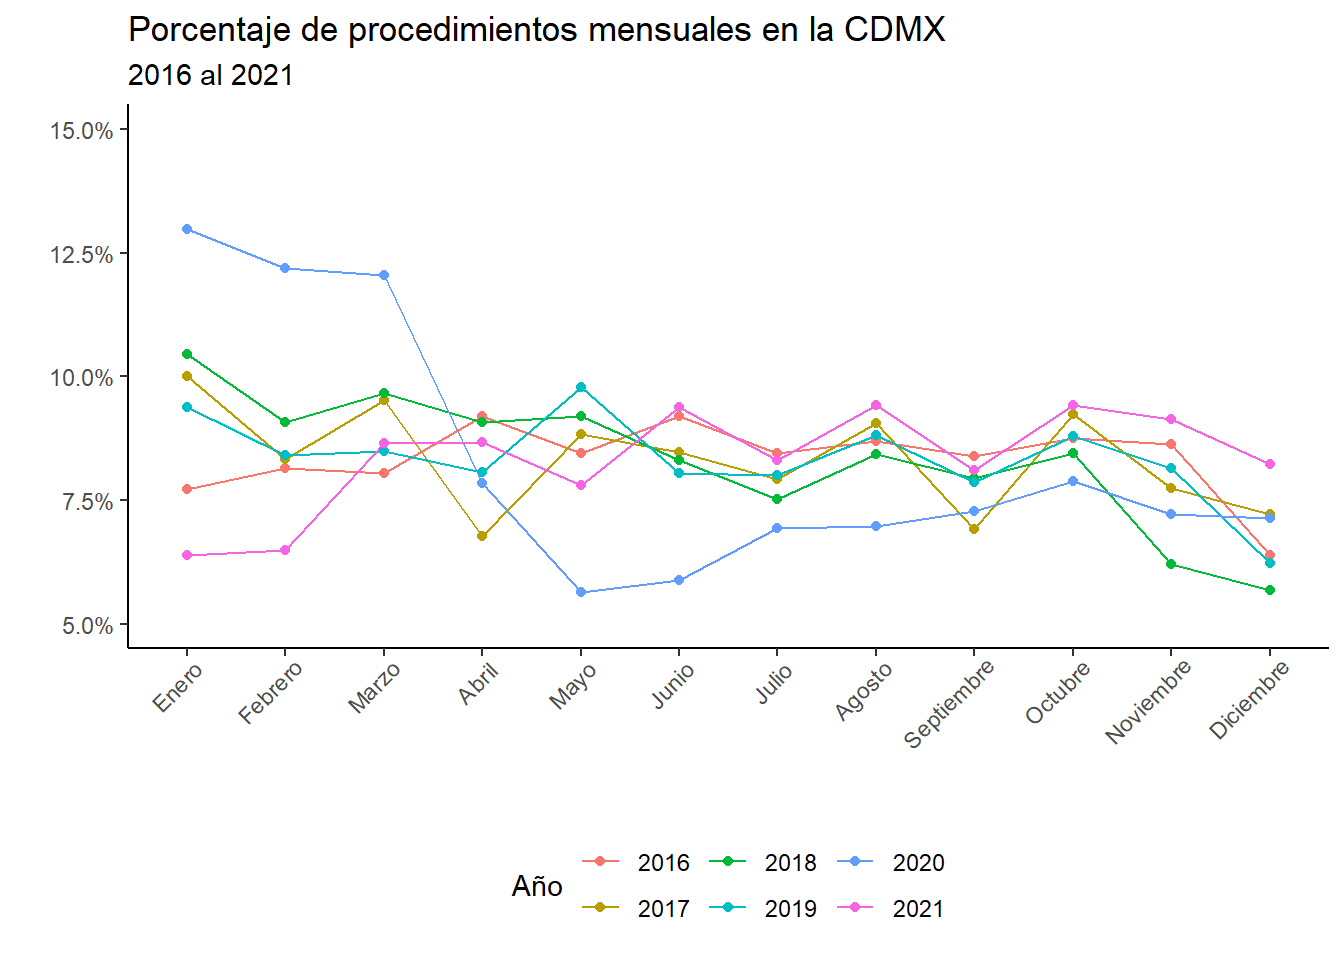 Porcentaje de procedimientos mensuales en la CDMX
2016 al 2021
15.0%
12.5%
10.0%
7.5%
5.0%
Enero
Febrero
Marzo
Abril
Mayo
Junio
Julio
Agosto
Septiembre
Octubre
Noviembre
Diciembre
Año
2016 2018 2020
2017 2019 2021